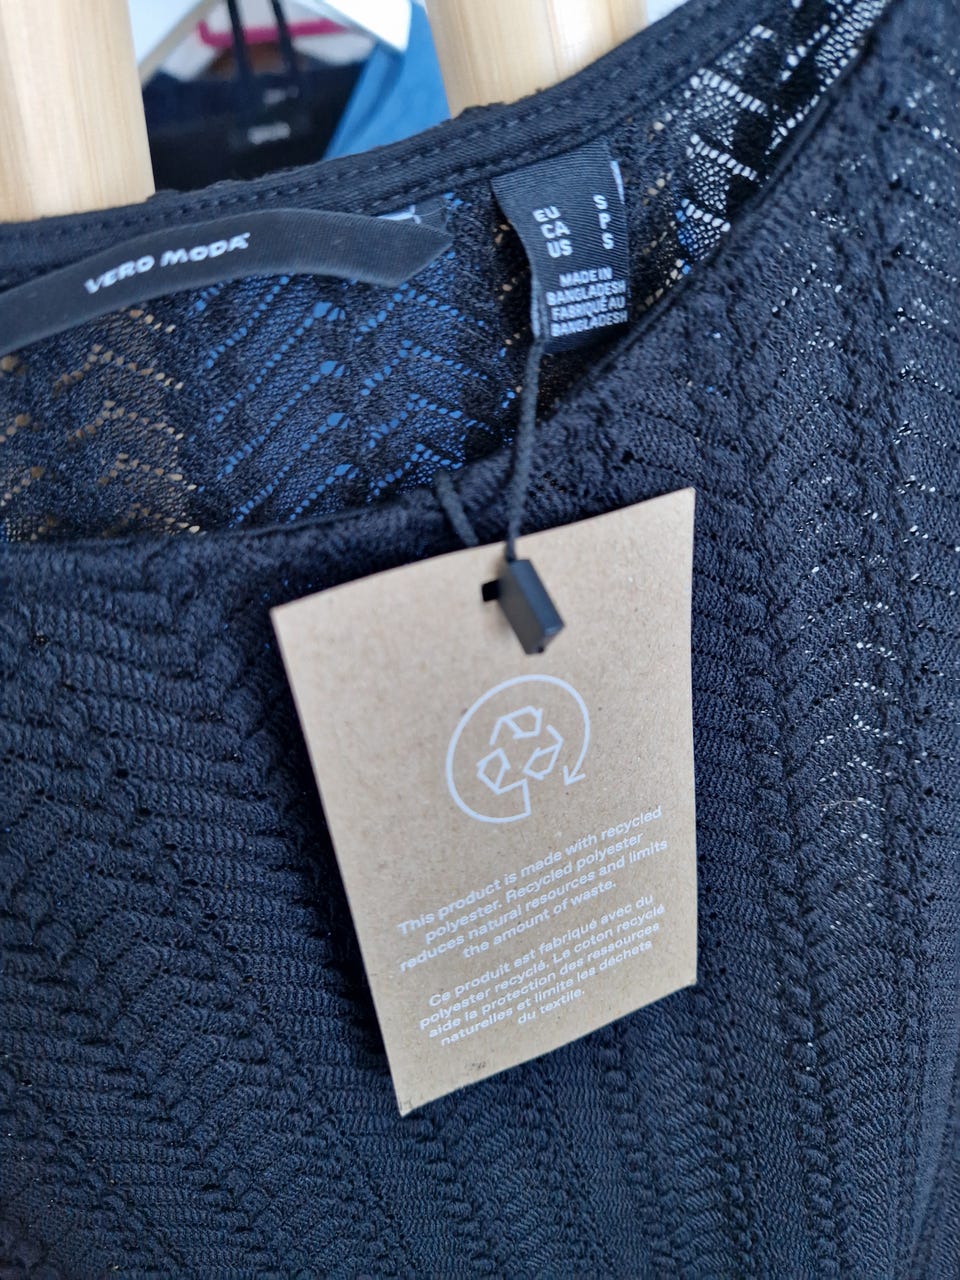 VERO MODA
EU S
CA P
US S
MADE IN
BANGLADESH
FABRIQUÉ AU
BANGLADESH
This product is made with recycled
polyester. Recycled polyester
reduces natural resources and limits
the amount of waste.
Ce produit est fabriqué avec du
polyester recyclé. Le coton recyclé
aide la protection des ressources
naturelles et limite les déchets
du textile.